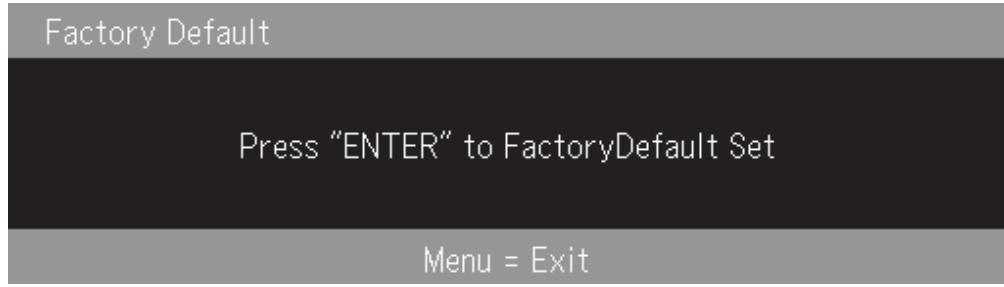 Factory Default
Press "ENTER" to FactoryDefault Set
Menu = Exit